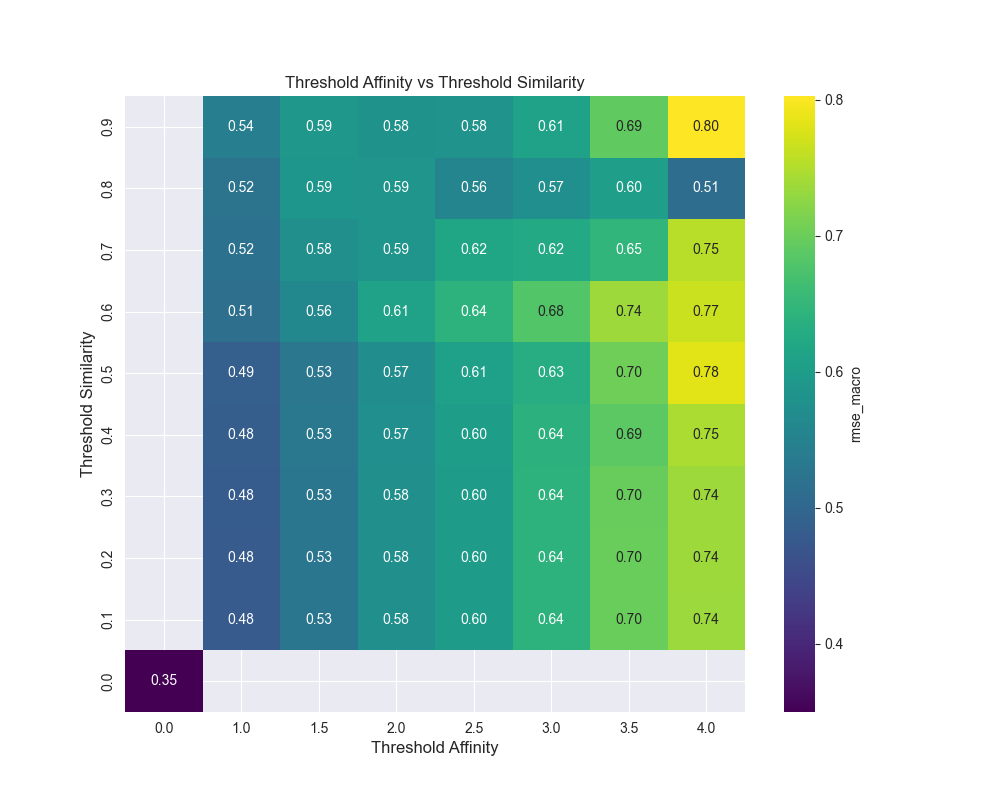 Threshold Affinity vs Threshold Similarity
0.9 0.54 0.59 0.58 0.58 0.61 0.69 0.80
0.8 0.52 0.59 0.59 0.56 0.57 0.60 0.51
0.7 0.52 0.58 0.59 0.62 0.62 0.65 0.75
0.6 0.51 0.56 0.61 0.64 0.68 0.74 0.77
0.5 0.49 0.53 0.57 0.61 0.63 0.70 0.78
0.4 0.48 0.53 0.57 0.60 0.64 0.69 0.75
0.3 0.48 0.53 0.58 0.60 0.64 0.70 0.74
0.2 0.48 0.53 0.58 0.60 0.64 0.70 0.74
0.1 0.48 0.53 0.58 0.60 0.64 0.70 0.74
0.0 0.35
0.0 1.0 1.5 2.0 2.5 3.0 3.5 4.0
Threshold Affinity
Threshold Similarity
0.8
0.7
0.6
0.5
0.4
rmse_macro